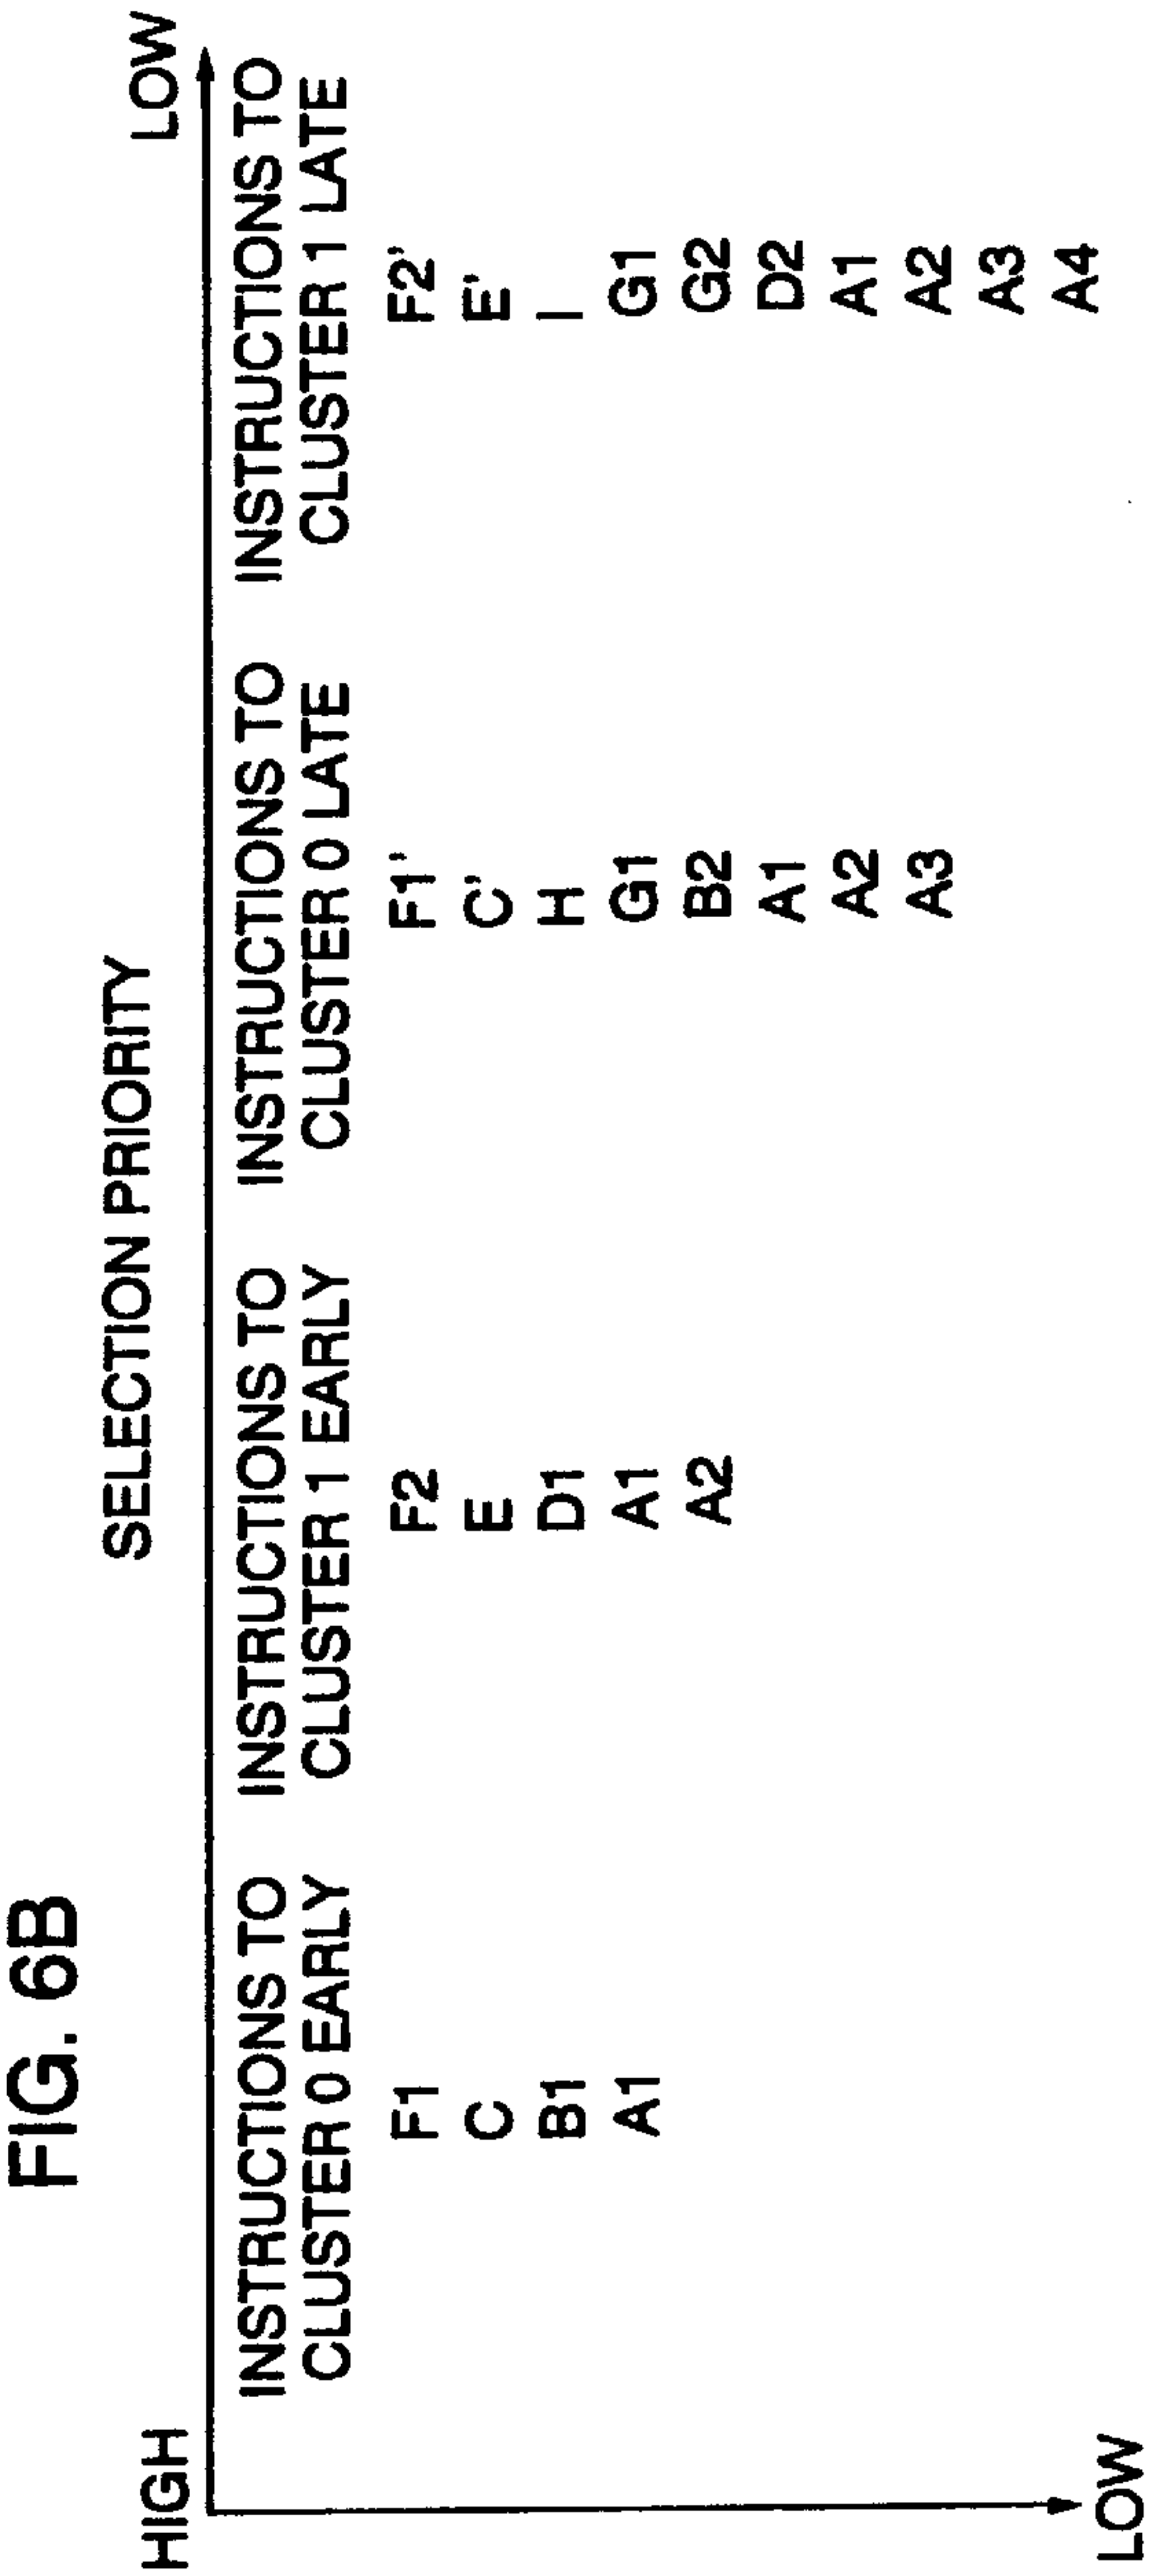 FIG. 6B
SELECTION PRIORITY
HIGH
LOW
INSTRUCTIONS TO
CLUSTER 0 EARLY
F1
C
B1
A1
INSTRUCTIONS TO
CLUSTER 1 EARLY
F2
E
D1
A1
A2
INSTRUCTIONS TO
CLUSTER 0 LATE
F1'
C'
H
G1
B2
A1
A2
A3
INSTRUCTIONS TO
CLUSTER 1 LATE
F2'
E'
I
G1
G2
D2
A1
A2
A3
A4
LOW